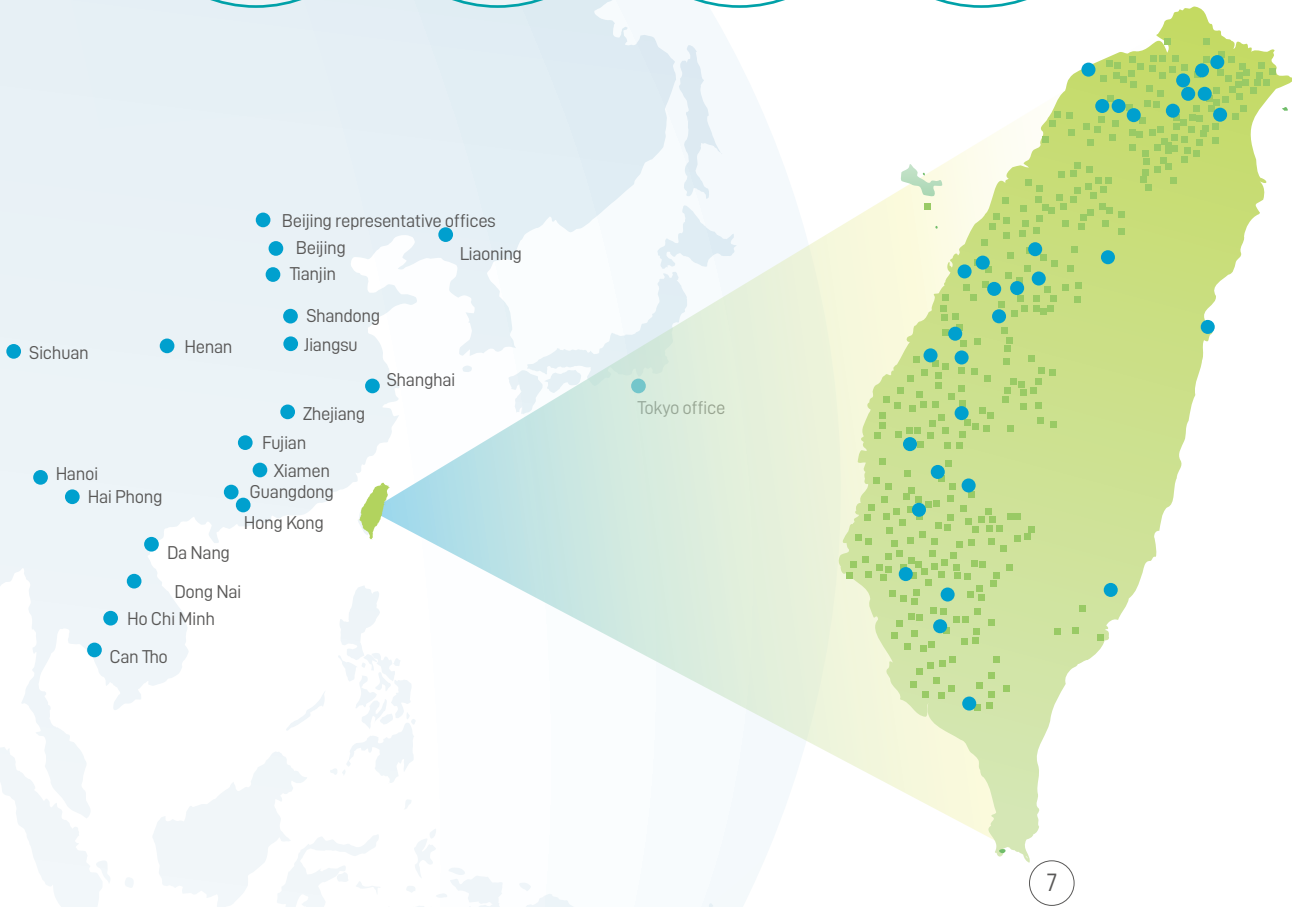 Beijing representative offices
Beijing
Liaoning
Tianjin
Shandong
Jiangsu
Henan
Sichuan
Shanghai
Tokyo office
Zhejiang
Fujian
Xiamen
Hanoi
Guangdong
Hai Phong
Hong Kong
Da Nang
Dong Nai
Ho Chi Minh
Can Tho
7